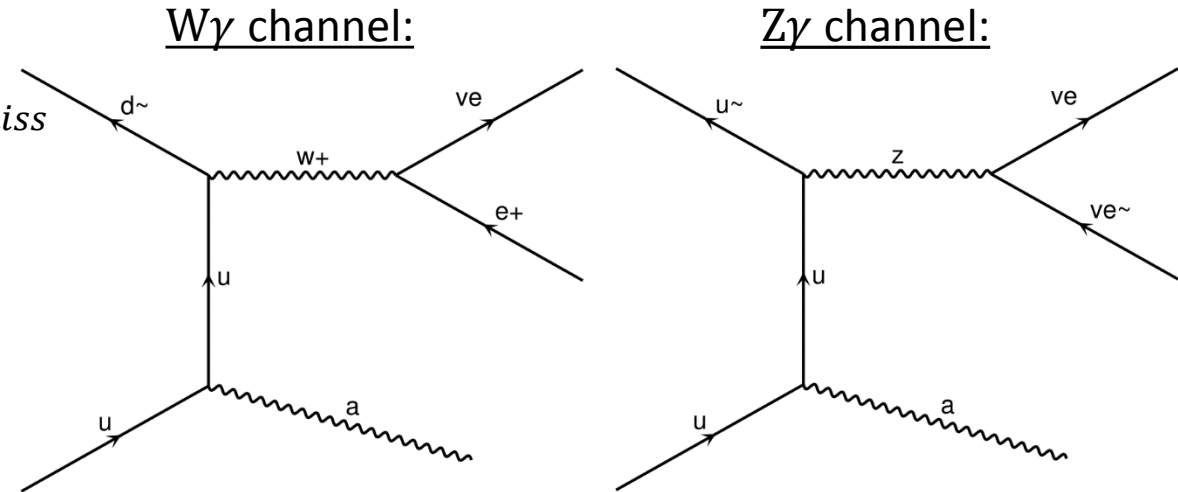 Wγ channel:
Zγ channel:
iss
d~
w+
ve
e+
u
u
a
u~
z
ve
ve~
u
u
a